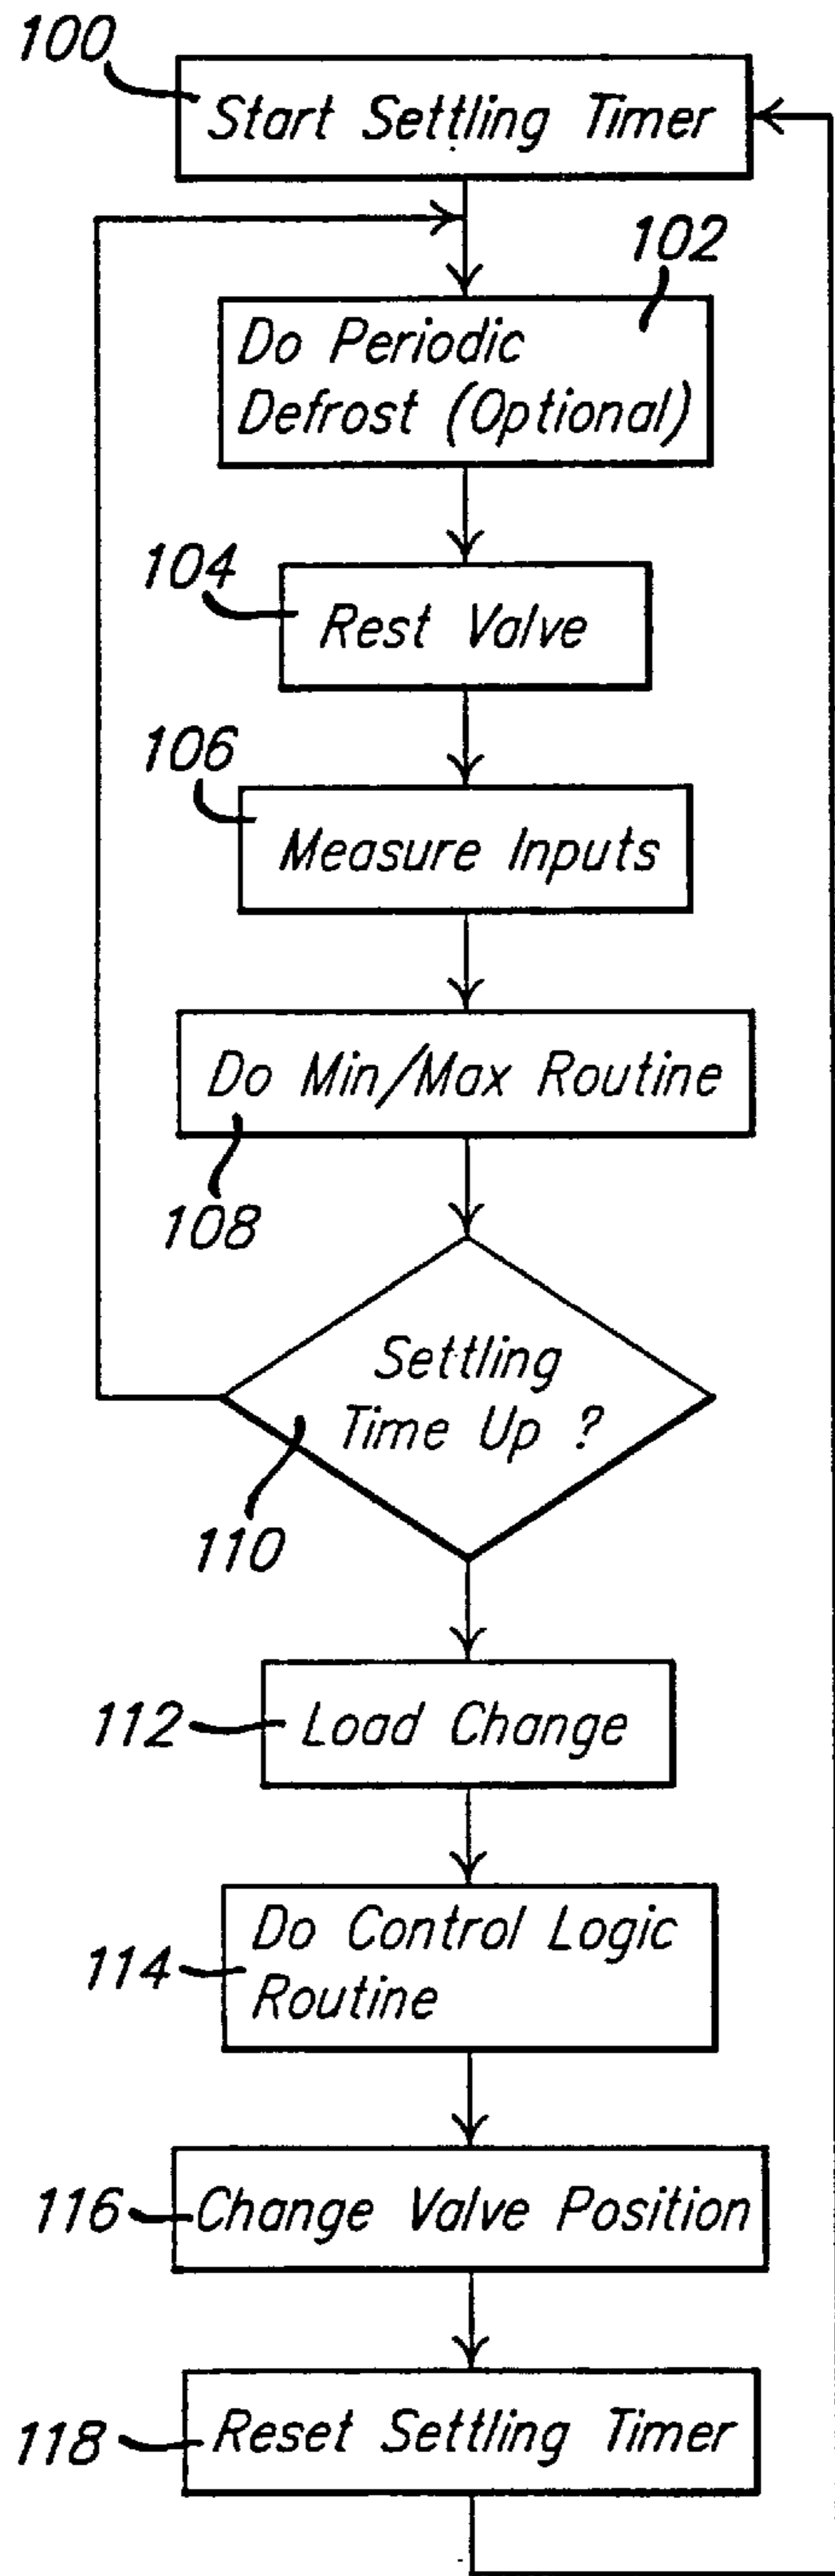 100
Start Settling Timer
102
Do Periodic
Defrost (Optional)
104
Rest Valve
106
Measure Inputs
Do Min/Max Routine
108
Settling
Time Up ?
110
112
Load Change
Do Control Logic
114
Routine
116
Change Valve Position
118
Reset Settling Timer